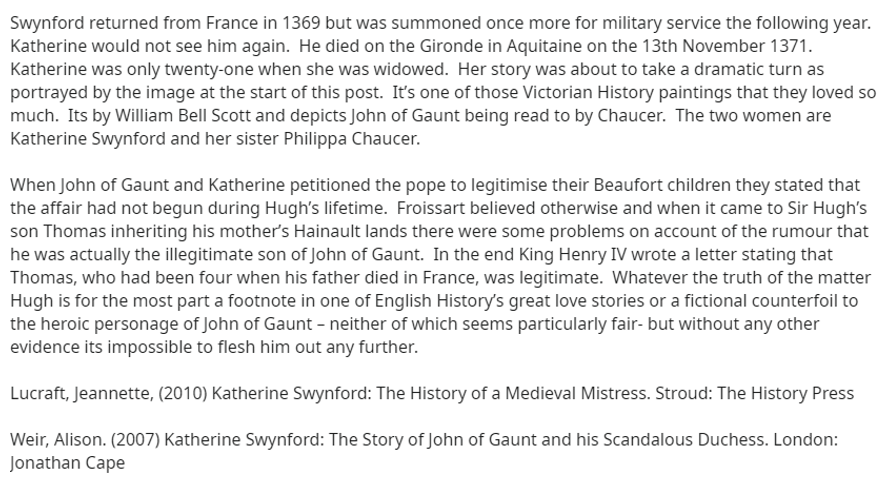 Swynford returned from France in 1369 but was summoned once more for military service the following year.
Katherine would not see him again.  He died on the Gironde in Aquitaine on the 13th November 1371.
Katherine was only twenty-one when she was widowed.  Her story was about to take a dramatic turn as
portrayed by the image at the start of this post.  It’s one of those Victorian History paintings that they loved so
much.  Its by William Bell Scott and depicts John of Gaunt being read to by Chaucer.  The two women are
Katherine Swynford and her sister Philippa Chaucer.

When John of Gaunt and Katherine petitioned the pope to legitimise their Beaufort children they stated that
the affair had not begun during Hugh’s lifetime.  Froissart believed otherwise and when it came to Sir Hugh’s
son Thomas inheriting his mother’s Hainault lands there were some problems on account of the rumour that
he was actually the illegitimate son of John of Gaunt.  In the end King Henry IV wrote a letter stating that
Thomas, who had been four when his father died in France, was legitimate.  Whatever the truth of the matter
Hugh is for the most part a footnote in one of English History’s great love stories or a fictional counterfoil to
the heroic personage of John of Gaunt – neither of which seems particularly fair- but without any other
evidence its impossible to flesh him out any further.

Lucraft, Jeannette, (2010) Katherine Swynford: The History of a Medieval Mistress. Stroud: The History Press

Weir, Alison. (2007) Katherine Swynford: The Story of John of Gaunt and his Scandalous Duchess. London:
Jonathan Cape